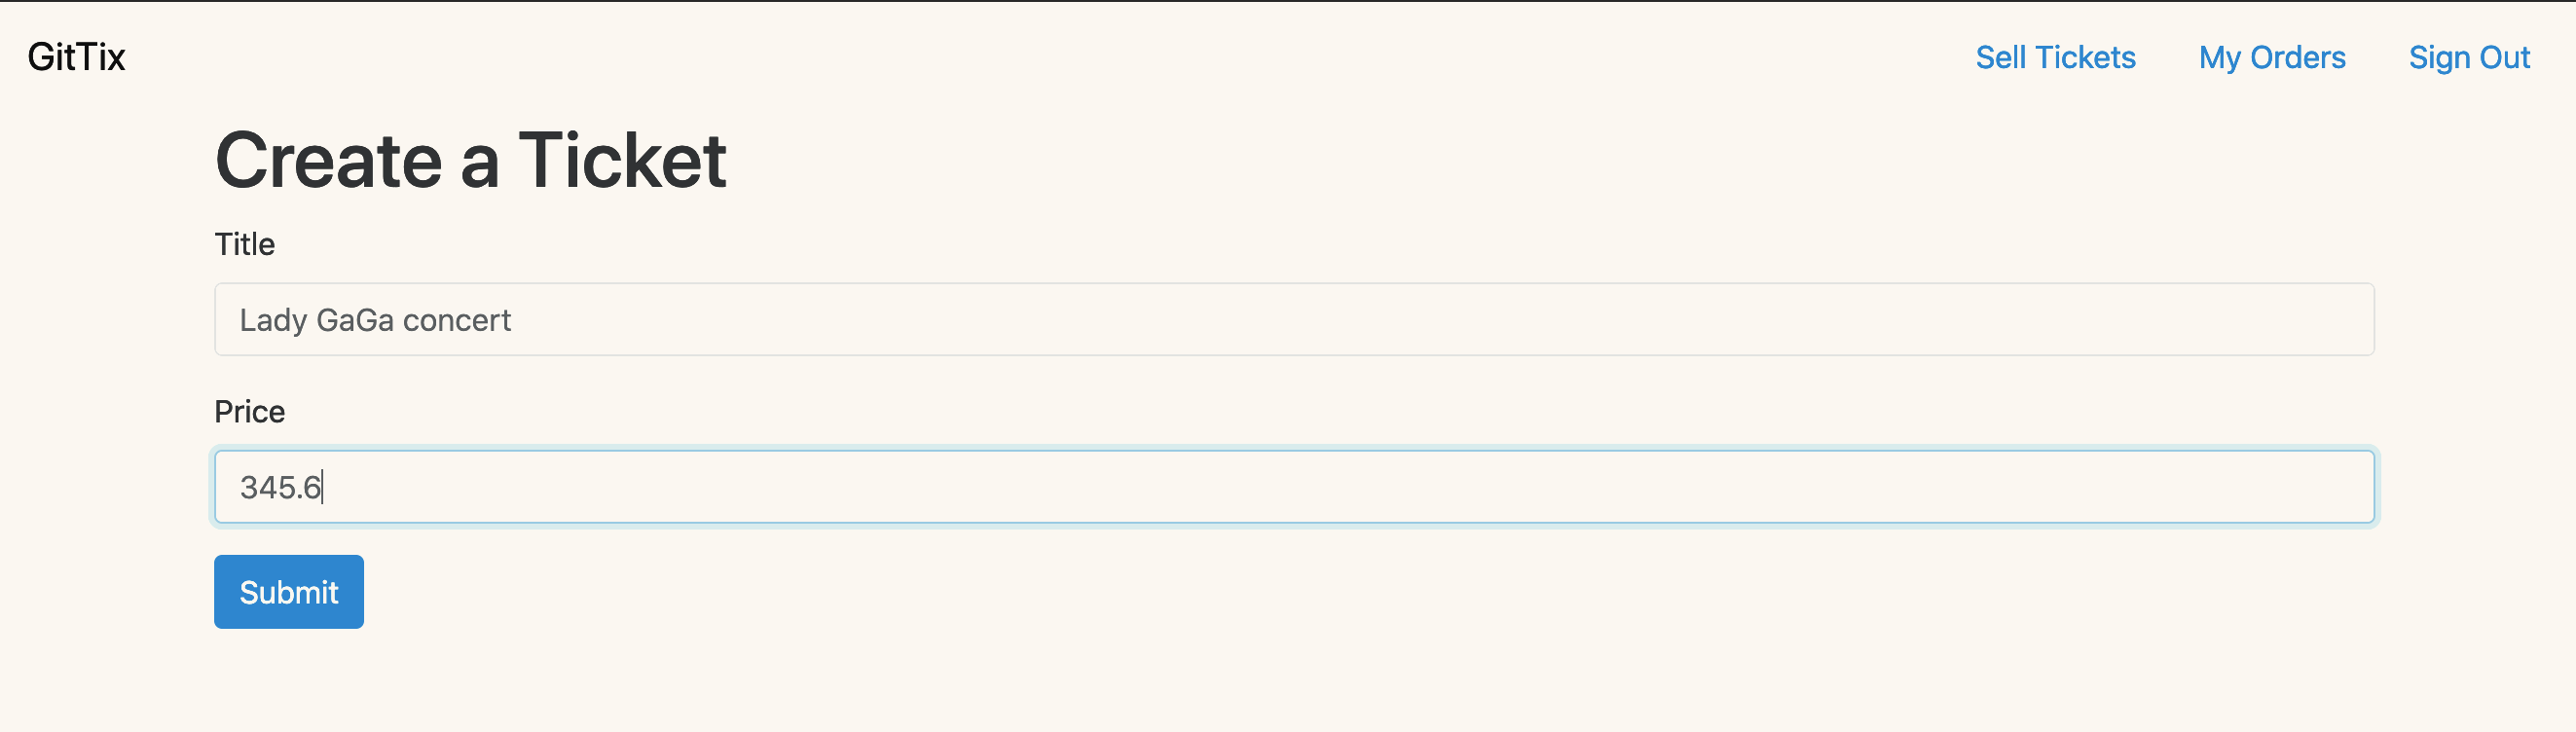 GitTix Sell Tickets My Orders Sign Out
Create a Ticket
Title
Lady GaGa concert
Price
345.6
Submit